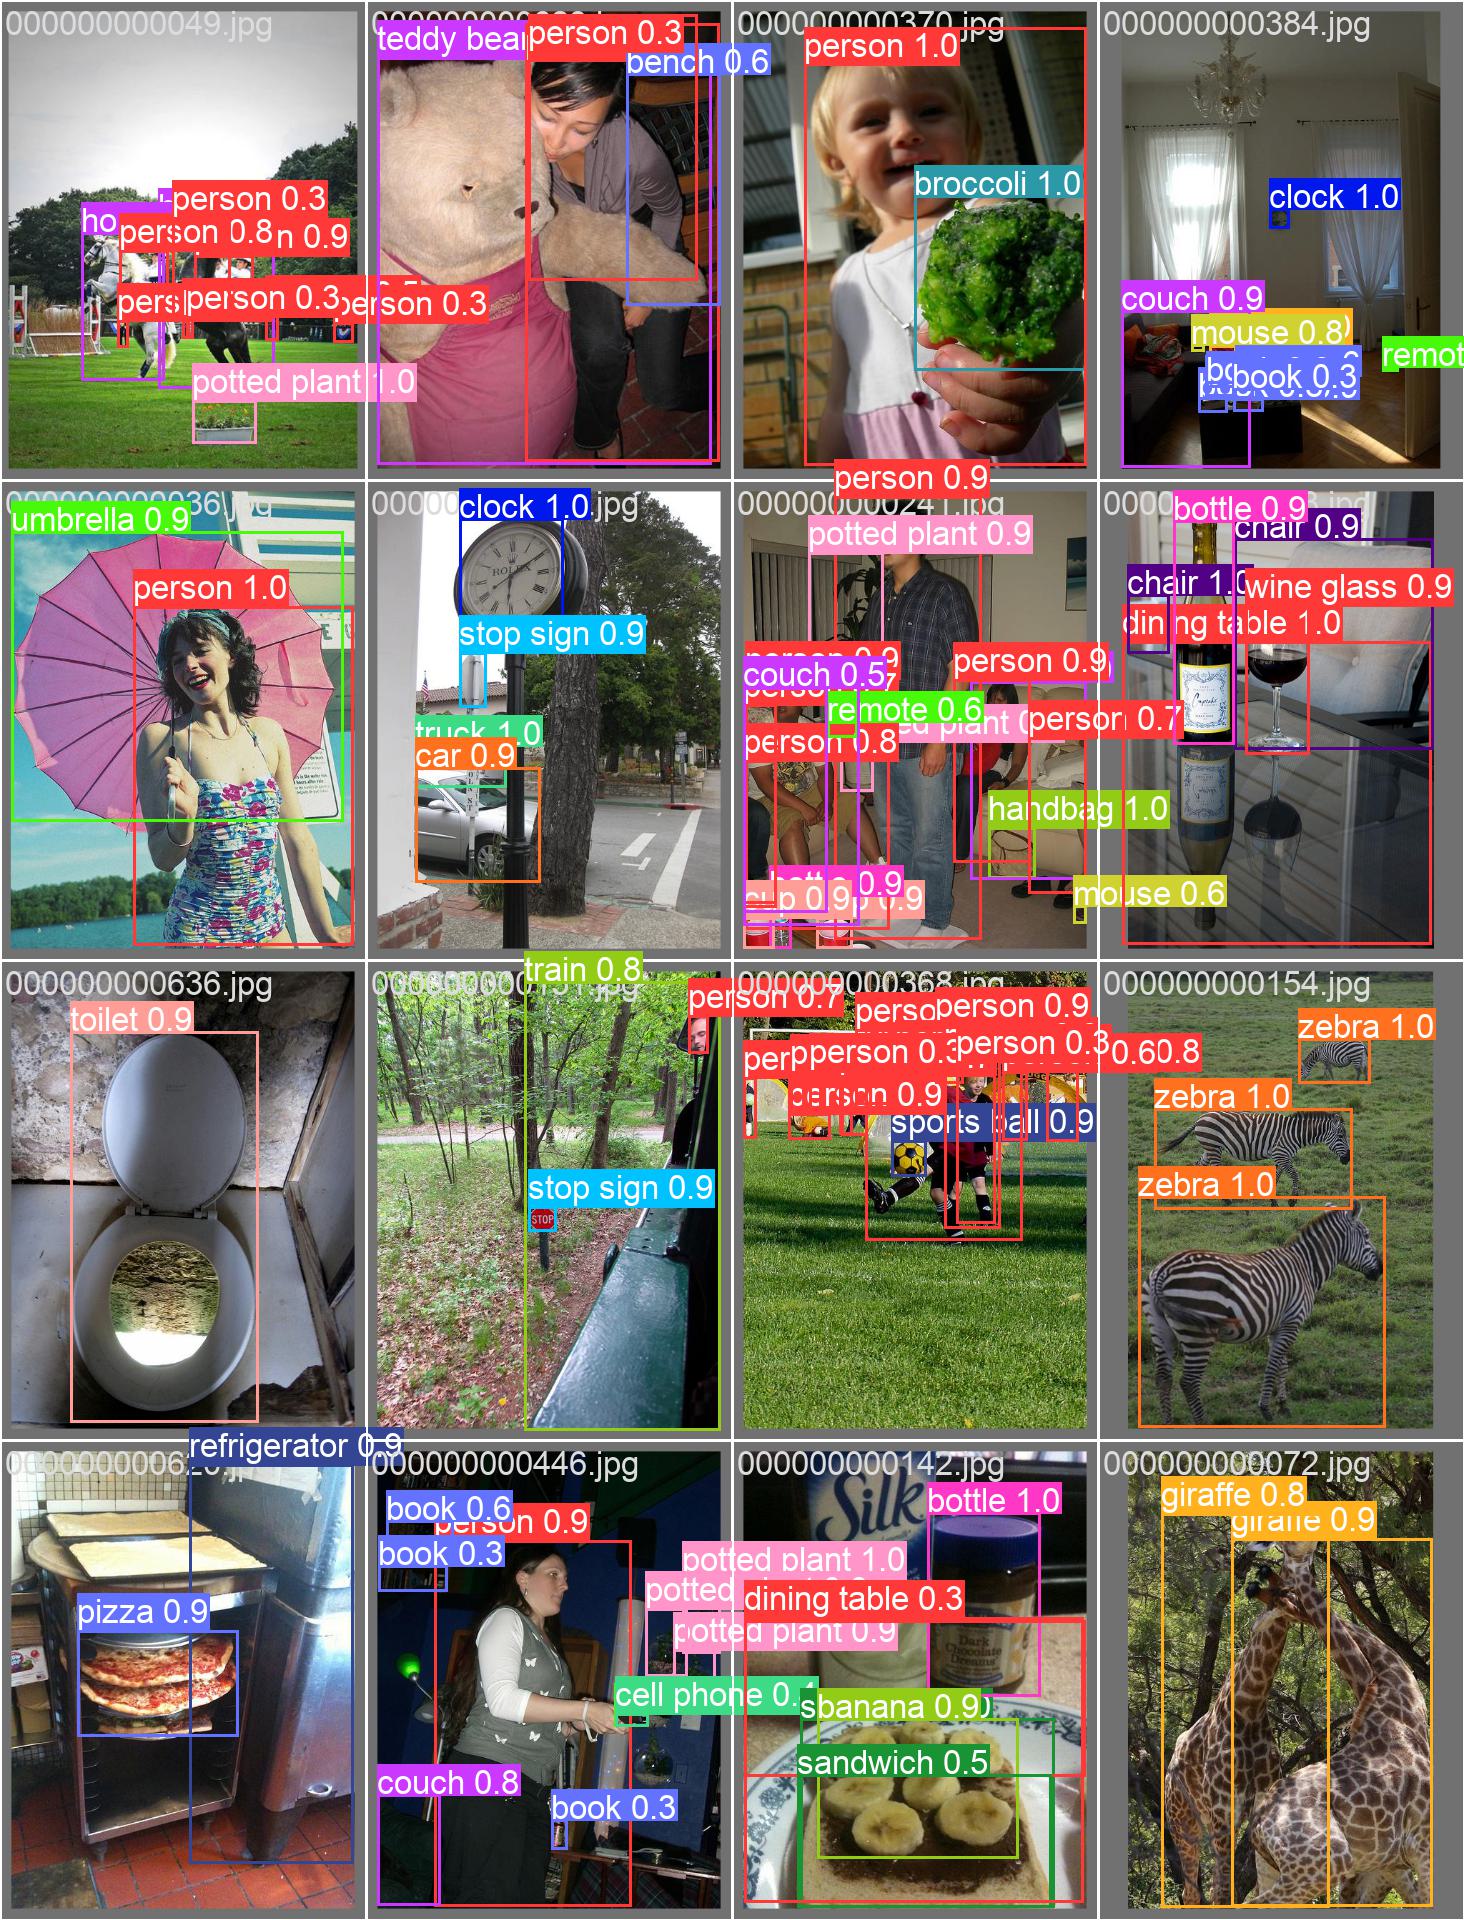 000000000049.jpg
teddy bear
person 0.3
bench 0.6
000000000370.jpg
person 1.0
broccoli 1.0
000000000384.jpg
clock 1.0
couch 0.9
mouse 0.8
book 0.3
remot
person 0.3
person 0.8
n 0.9
person 0.3
person 0.3
potted plant 1.0
umbrella 0.9
person 1.0
clock 1.0
.jpg
ROLEX
stop sign 0.9
truck 1.0
car 0.9
person 0.9
potted plant 0.9
person 0.9
couch 0.5
person 0.9
remote 0.6
person 0.7
person 0.8
handbag 1.0
mouse 0.6
cup 0.9
bottle 0.9
chair 0.9
chair 1.0
wine glass 0.9
dining table 1.0
Cupcake
000000000636.jpg
toilet 0.9
train 0.8
person 0.7
stop sign 0.9
STOP
000000000368.jpg
person 0.9
person 0.3
person 0.3
person 0.9
0.60.8
sports ball 0.9
000000000154.jpg
zebra 1.0
zebra 1.0
zebra 1.0
refrigerator 0.9
pizza 0.9
000000000446.jpg
book 0.6
person 0.9
book 0.3
potted plant 1.0
potted
potted plant 0.9
cell phone 0.4
couch 0.8
book 0.3
000000000142.jpg
Silk
bottle 1.0
dining table 0.3
Dark
Chocolate
Dreams
banana 0.9
sandwich 0.5
000000000072.jpg
giraffe 0.8
giraffe 0.9